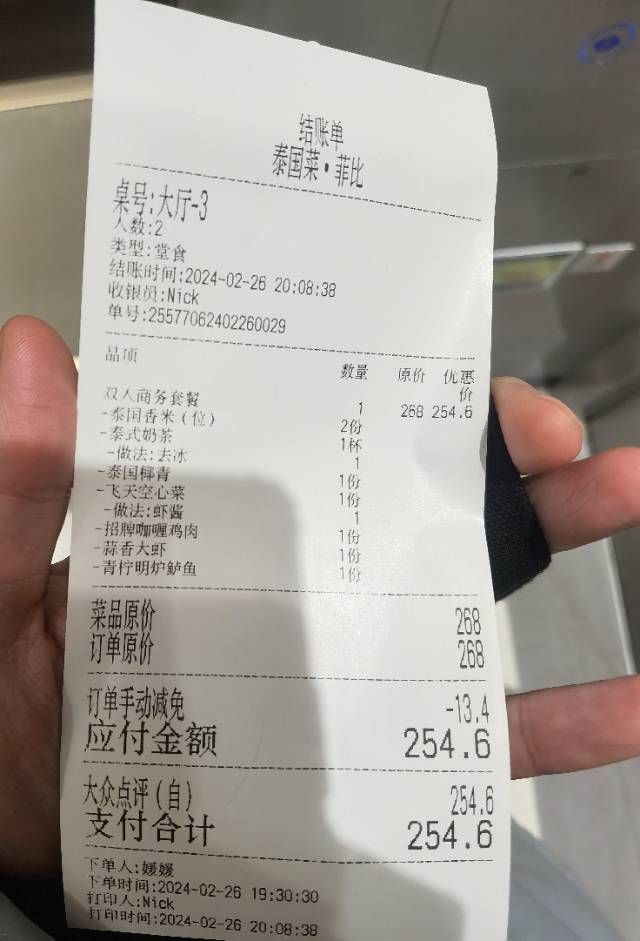 结账单
泰国菜·菲比
桌号:大厅-3
人数:2
类型:堂食
结账时间:2024-02-26 20:08:38
收银员:Nick
单号:25577062402260029
品项 数量 原价 优惠价
双人商务套餐 1 268 254.6
-泰国香米(位) 2份
-泰式奶茶 1杯
-做法:去冰 1
-泰国椰青 1份
-飞天空心菜 1份
-做法:虾酱 1
-招牌咖喱鸡肉 1份
-蒜香大虾 1份
-青柠明炉鲈鱼 1份
菜品原价 268
订单原价 268
订单手动减免 -13.4
应付金额 254.6
大众点评(自) 254.6
支付合计 254.6
下单人:媛媛
下单时间:2024-02-26 19:30:30
打印人:Nick
打印时间:2024-02-26 20:08:38